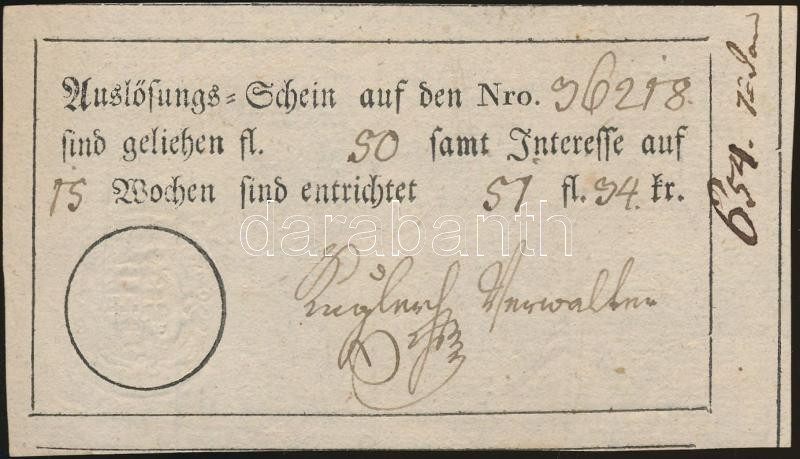 Auslösungs-Schein auf den Nro. 36218.
sind geliehen fl. 50 samt Interesse auf
15 Wochen sind entrichtet 51 fl. 34 kr.
Verwalter
654.
darabanth